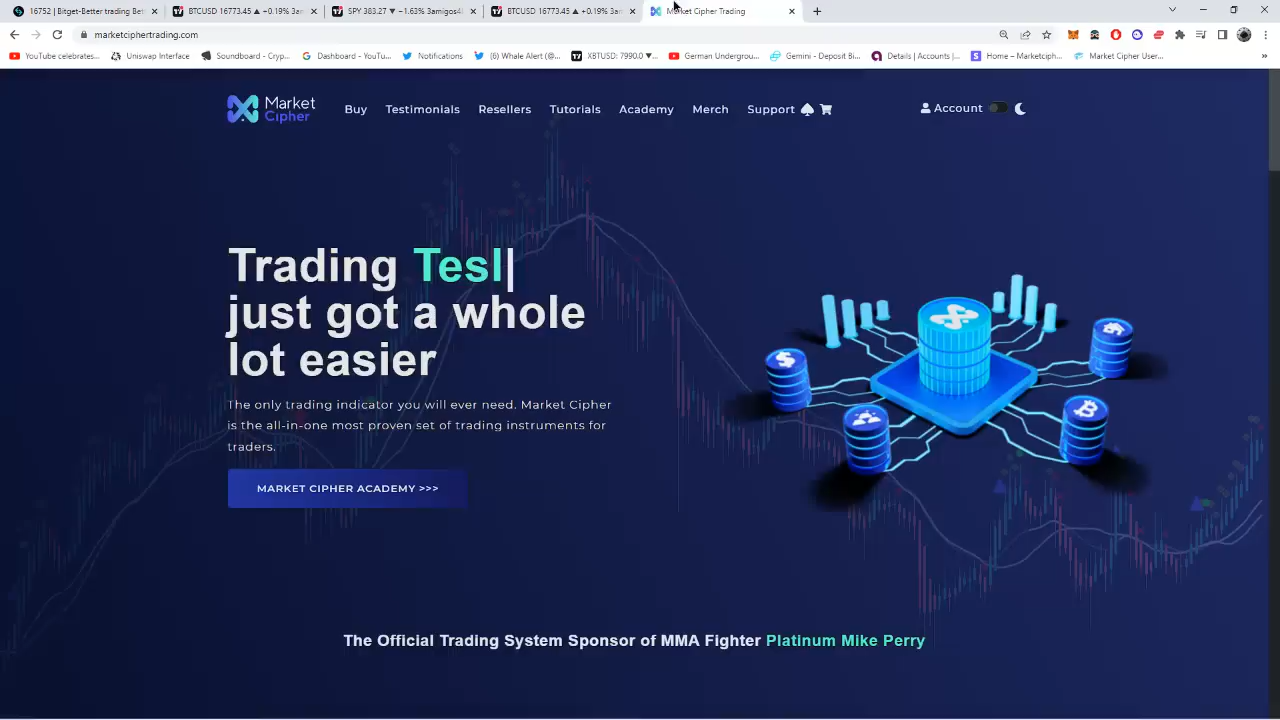 16752 | Bitget-Better trading Bet
BTCUSD 16773.45 ▲ +0.19% 3am
SPY 383.27 ▼ −1.63% 3amigos4l
BTCUSD 16773.45 ▲ +0.19% 3am
Market Cipher Trading
marketciphertrading.com
YouTube celebrates...
Uniswap Interface
Soundboard - Cryp...
Dashboard - YouTu...
Notifications
(6) Whale Alert (@...
XBTUSD: 7990.0 ▼...
German Undergrou...
Gemini - Deposit Bi...
Details | Accounts |...
Home – Marketciph...
Market Cipher User...
»
Market
Cipher
Buy
Testimonials
Resellers
Tutorials
Academy
Merch
Support
Account
Trading Tesl|
just got a whole
lot easier
The only trading indicator you will ever need. Market Cipher
is the all-in-one most proven set of trading instruments for
traders.
MARKET CIPHER ACADEMY >>>
The Official Trading System Sponsor of MMA Fighter Platinum Mike Perry